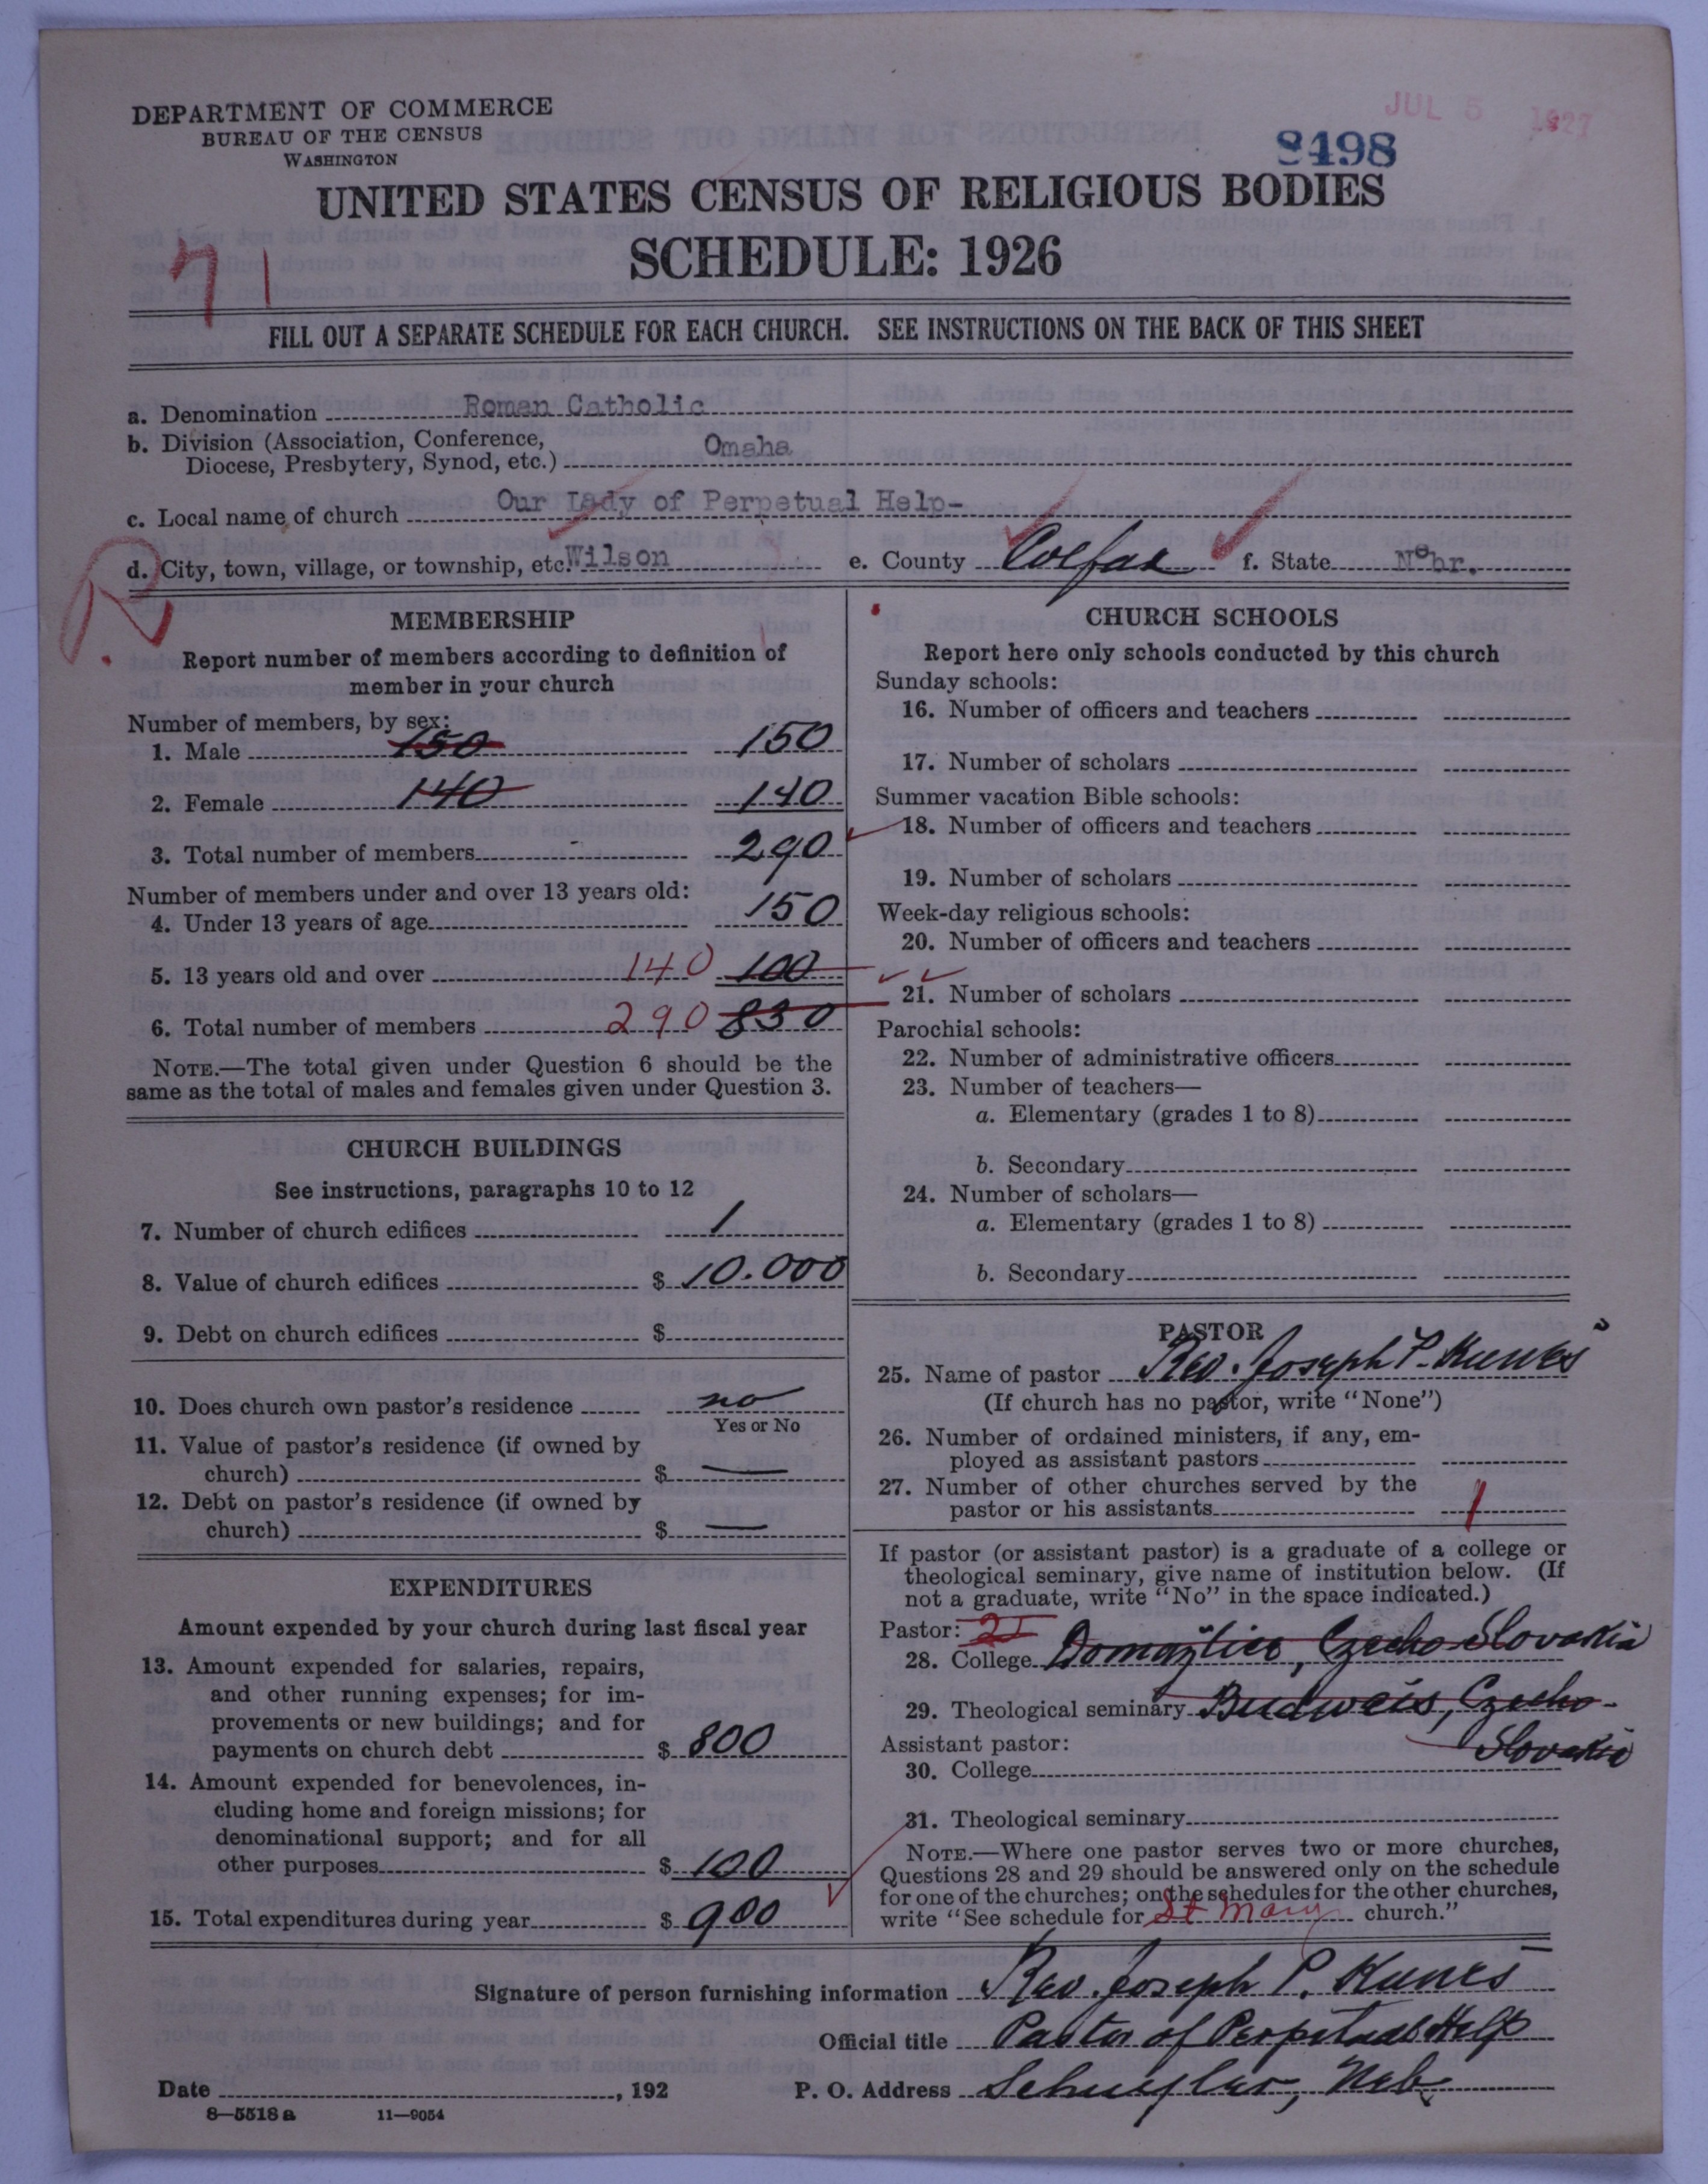 JUL 5 1927
DEPARTMENT OF COMMERCE
BUREAU OF THE CENSUS
WASHINGTON
8498
UNITED STATES CENSUS OF RELIGIOUS BODIES
SCHEDULE: 1926
71
FILL OUT A SEPARATE SCHEDULE FOR EACH CHURCH. SEE INSTRUCTIONS ON THE BACK OF THIS SHEET
a. Denomination Roman Catholic
b. Division (Association, Conference,
Diocese, Presbytery, Synod, etc.) Omaha
c. Local name of church Our Lady of Perpetual Help-
d. City, town, village, or township, etc. Wilson e. County Colfax f. State Nebr.
R
MEMBERSHIP
Report number of members according to definition of
member in your church
Number of members, by sex:
1. Male 150 150
2. Female 140 140
3. Total number of members 290
Number of members under and over 13 years old:
4. Under 13 years of age 150
5. 13 years old and over 140 100
6. Total number of members 290 830
NOTE.—The total given under Question 6 should be the
same as the total of males and females given under Question 3.
CHURCH BUILDINGS
See instructions, paragraphs 10 to 12
7. Number of church edifices 1
8. Value of church edifices $ 10.000
9. Debt on church edifices $
10. Does church own pastor's residence no
Yes or No
11. Value of pastor's residence (if owned by
church) $ —
12. Debt on pastor's residence (if owned by
church) $ —
EXPENDITURES
Amount expended by your church during last fiscal year
13. Amount expended for salaries, repairs,
and other running expenses; for im-
provements or new buildings; and for
payments on church debt $ 800
14. Amount expended for benevolences, in-
cluding home and foreign missions; for
denominational support; and for all
other purposes $ 100
15. Total expenditures during year $ 900
CHURCH SCHOOLS
Report here only schools conducted by this church
Sunday schools:
16. Number of officers and teachers
17. Number of scholars
Summer vacation Bible schools:
18. Number of officers and teachers
19. Number of scholars
Week-day religious schools:
20. Number of officers and teachers
21. Number of scholars
Parochial schools:
22. Number of administrative officers
23. Number of teachers—
a. Elementary (grades 1 to 8)
b. Secondary
24. Number of scholars—
a. Elementary (grades 1 to 8)
b. Secondary
PASTOR
25. Name of pastor Rev. Joseph P. Kunes
(If church has no pastor, write "None")
26. Number of ordained ministers, if any, em-
ployed as assistant pastors
27. Number of other churches served by the
pastor or his assistants 1
If pastor (or assistant pastor) is a graduate of a college or
theological seminary, give name of institution below. (If
not a graduate, write "No" in the space indicated.)
Pastor:
28. College Domažlice, Czecho Slovakia
29. Theological seminary Budweis, Czecho-
Slovakia
Assistant pastor:
30. College
31. Theological seminary
NOTE.—Where one pastor serves two or more churches,
Questions 28 and 29 should be answered only on the schedule
for one of the churches; on the schedules for the other churches,
write "See schedule for St Mary church."
Signature of person furnishing information Rev. Joseph P. Kunes
Official title Pastor of Perpetual Help
Date , 192 P. O. Address Schuyler, Neb
8—5518 a 11—9054